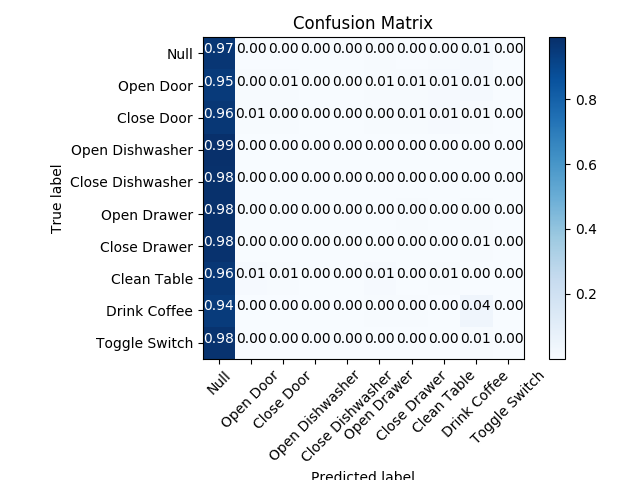 Confusion Matrix
Null 0.97 0.00 0.00 0.00 0.00 0.00 0.00 0.00 0.01 0.00
Open Door 0.95 0.00 0.01 0.00 0.00 0.01 0.01 0.01 0.01 0.00
Close Door 0.96 0.01 0.00 0.00 0.00 0.00 0.01 0.01 0.01 0.00
Open Dishwasher 0.99 0.00 0.00 0.00 0.00 0.00 0.00 0.00 0.00 0.00
Close Dishwasher 0.98 0.00 0.00 0.00 0.00 0.00 0.00 0.00 0.00 0.00
Open Drawer 0.98 0.00 0.00 0.00 0.00 0.00 0.00 0.00 0.00 0.00
Close Drawer 0.98 0.00 0.00 0.00 0.00 0.00 0.00 0.00 0.01 0.00
Clean Table 0.96 0.01 0.01 0.00 0.00 0.01 0.00 0.01 0.00 0.00
Drink Coffee 0.94 0.00 0.00 0.00 0.00 0.00 0.00 0.00 0.04 0.00
Toggle Switch 0.98 0.00 0.00 0.00 0.00 0.00 0.00 0.00 0.01 0.00
True label
Null
Open Door
Close Door
Open Dishwasher
Close Dishwasher
Open Drawer
Close Drawer
Clean Table
Drink Coffee
Toggle Switch
Predicted label
0.8
0.6
0.4
0.2